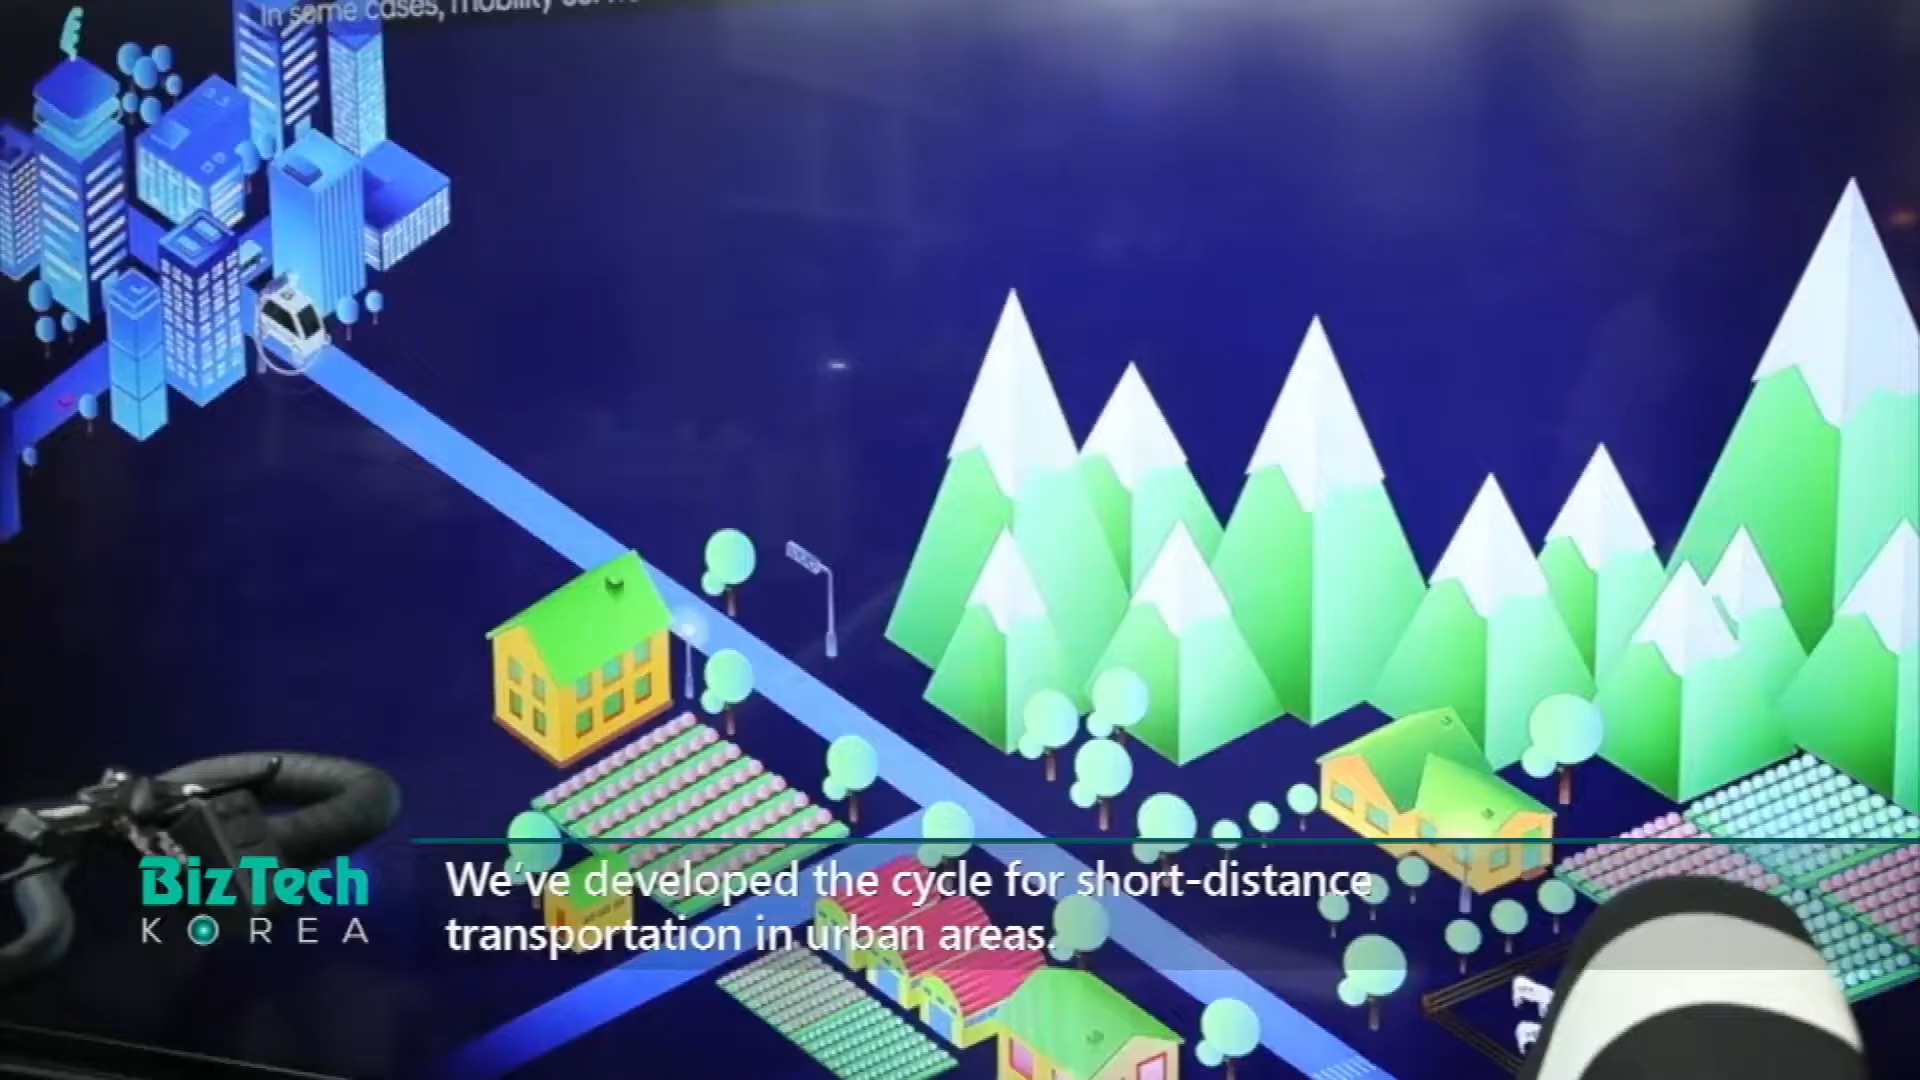 In some cases, mobility
BizTech
KOREA
We've developed the cycle for short-distance
transportation in urban areas.